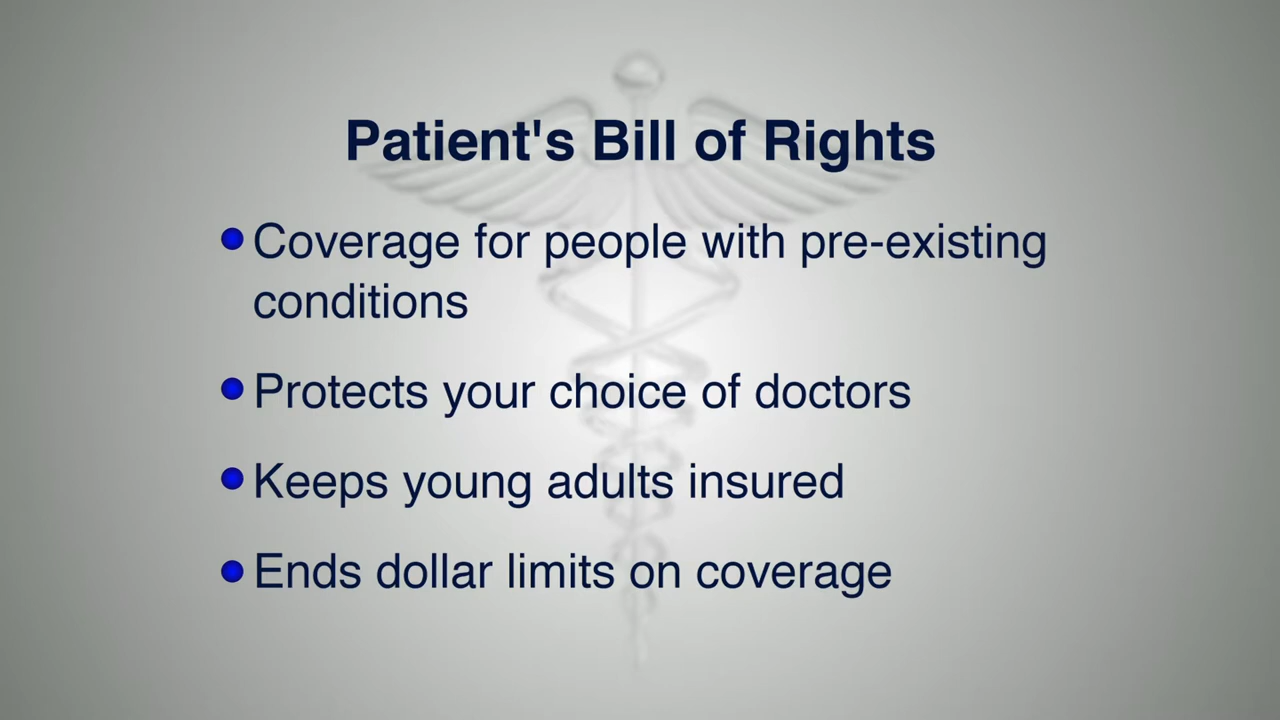 Patient's Bill of Rights
Coverage for people with pre-existing
conditions
Protects your choice of doctors
Keeps young adults insured
Ends dollar limits on coverage